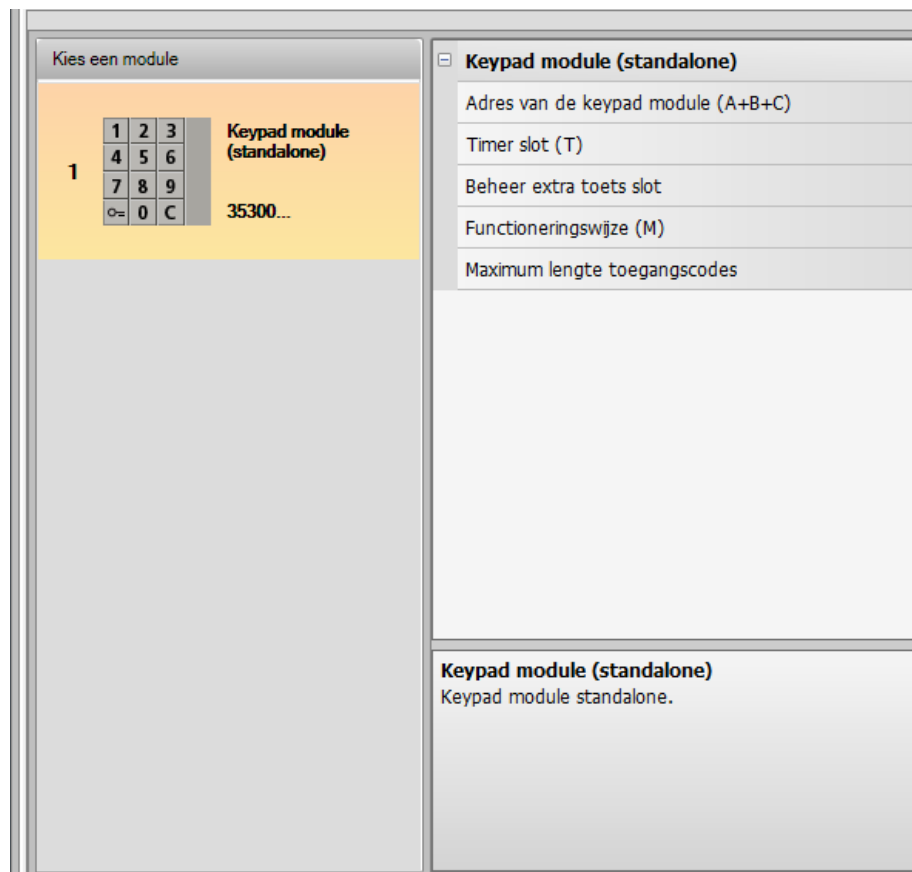 Kies een module
1
1 2 3
4 5 6
7 8 9
0 C
Keypad module
(standalone)
35300...
Keypad module (standalone)
Adres van de keypad module (A+B+C)
Timer slot (T)
Beheer extra toets slot
Functioneringswijze (M)
Maximum lengte toegangscodes
Keypad module (standalone)
Keypad module standalone.